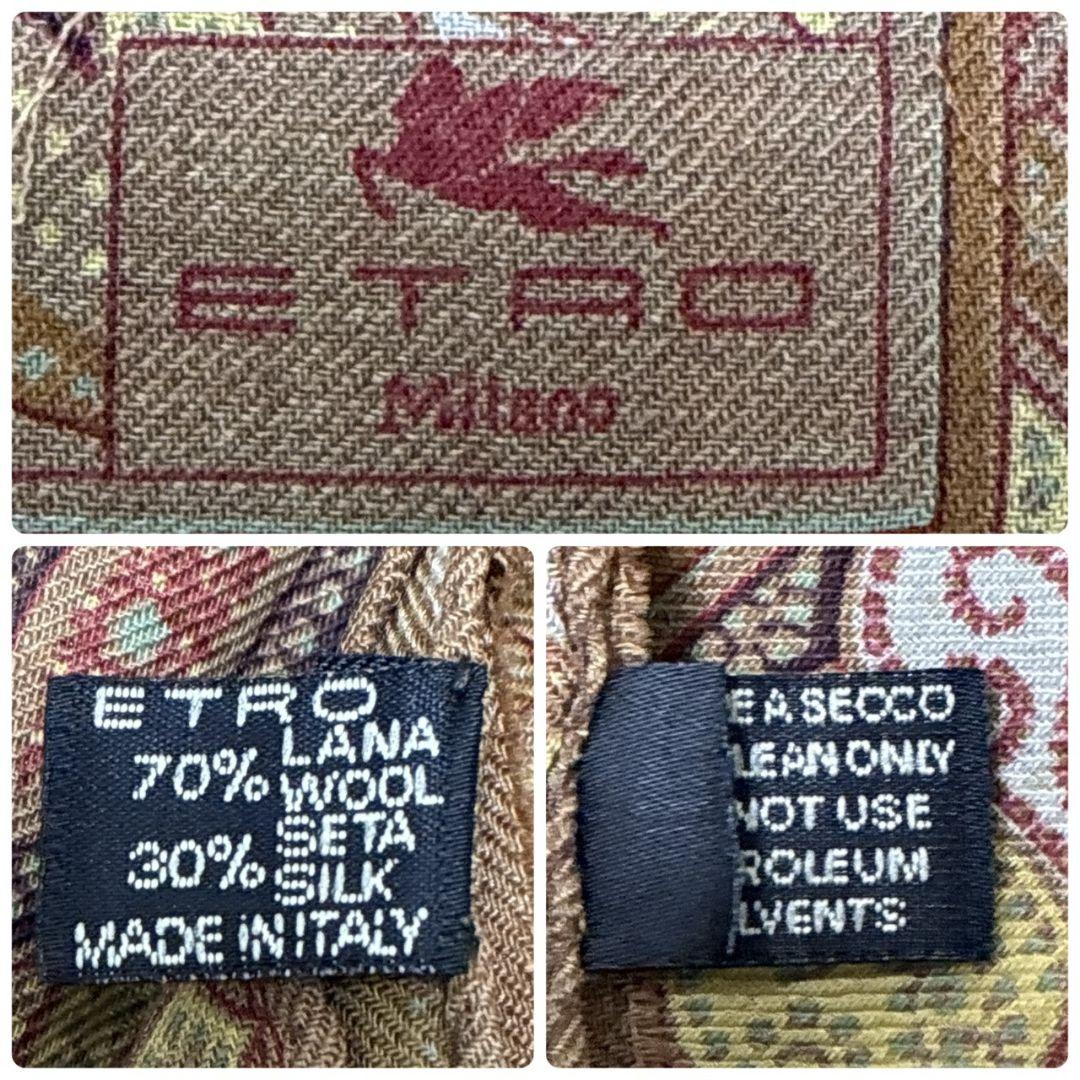 ETRO
Milano
ETRO
70% LANA
WOOL
30% SETA
SILK
MADE IN ITALY
E A SECCO
LEAN ONLY
NOT USE
ROLEUM
LVENTS